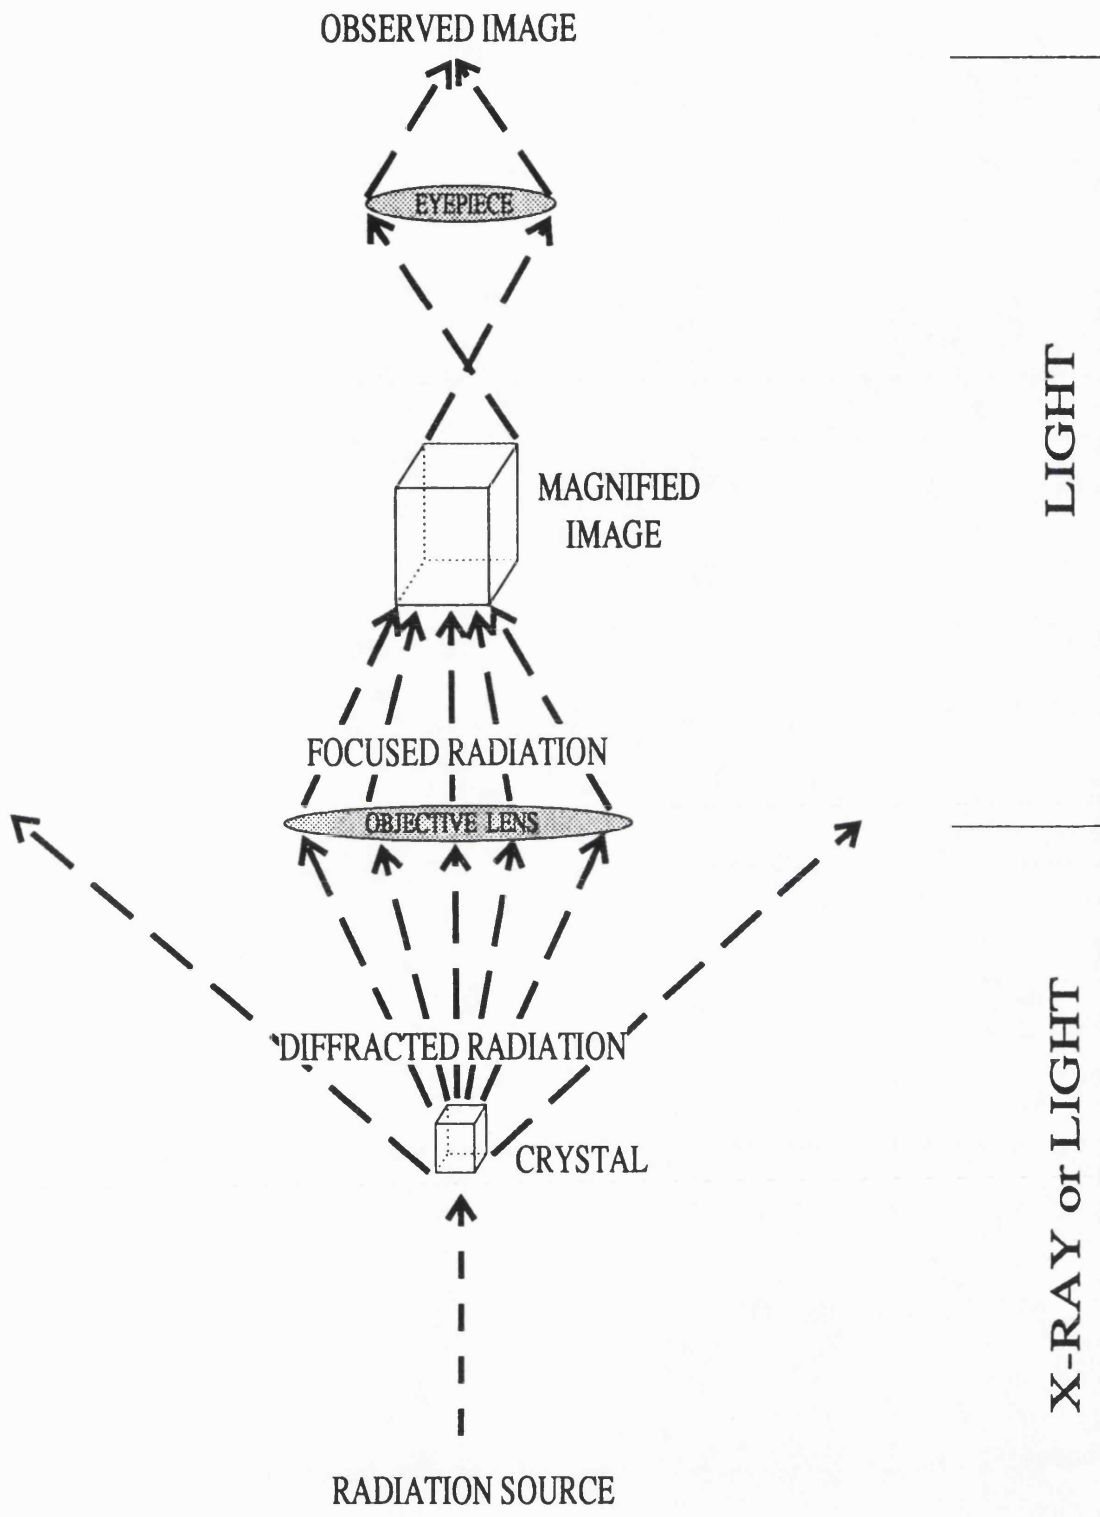 OBSERVED IMAGE
EYEPIECE
LIGHT
MAGNIFIED
IMAGE
FOCUSED RADIATION
OBJECTIVE LENS
DIFFRACTED RADIATION
CRYSTAL
X-RAY or LIGHT
RADIATION SOURCE